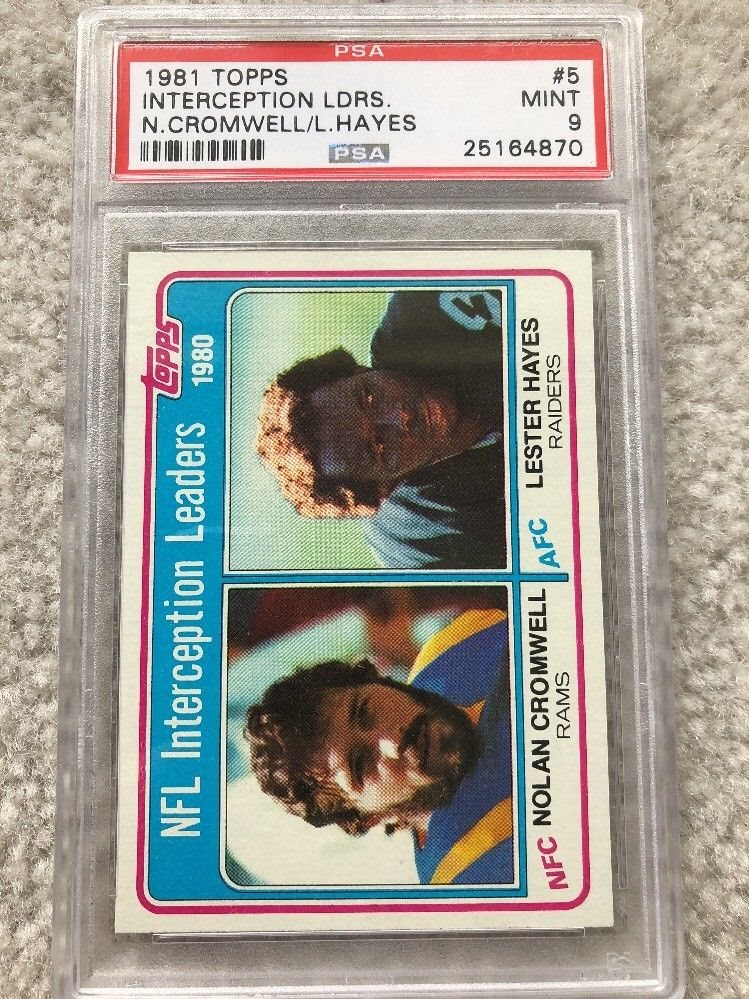 PSA
1981 TOPPS #5
INTERCEPTION LDRS. MINT
N.CROMWELL/L.HAYES 9
PSA 25164870
Topps
NFL Interception Leaders 1980
NFC NOLAN CROMWELL
RAMS
AFC LESTER HAYES
RAIDERS